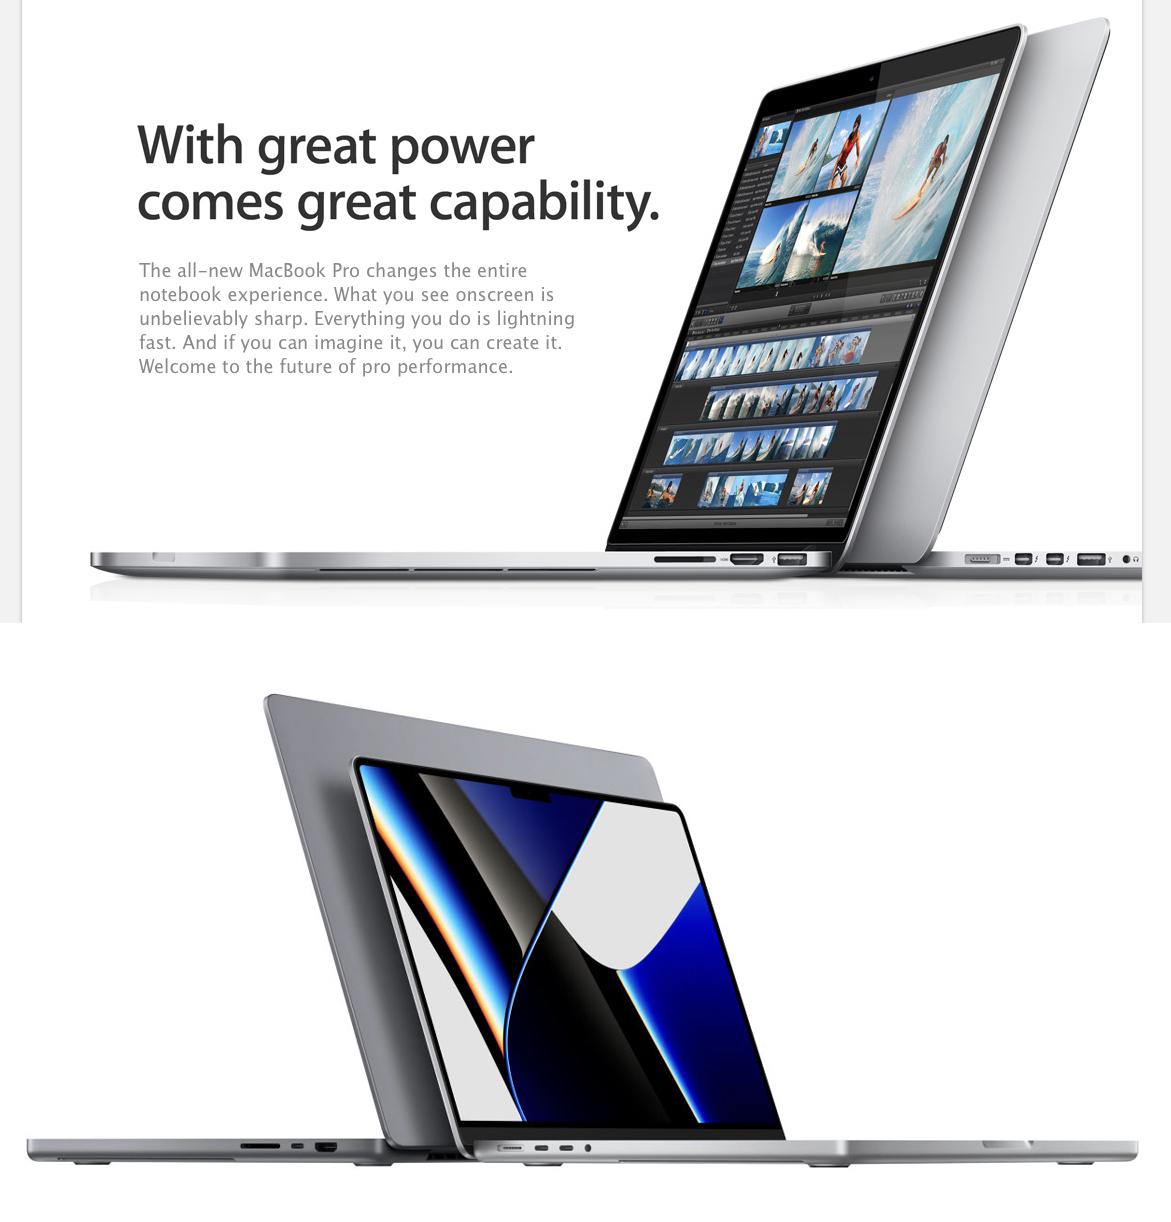 With great power
comes great capability.
The all-new MacBook Pro changes the entire
notebook experience. What you see onscreen is
unbelievably sharp. Everything you do is lightning
fast. And if you can imagine it, you can create it.
Welcome to the future of pro performance.